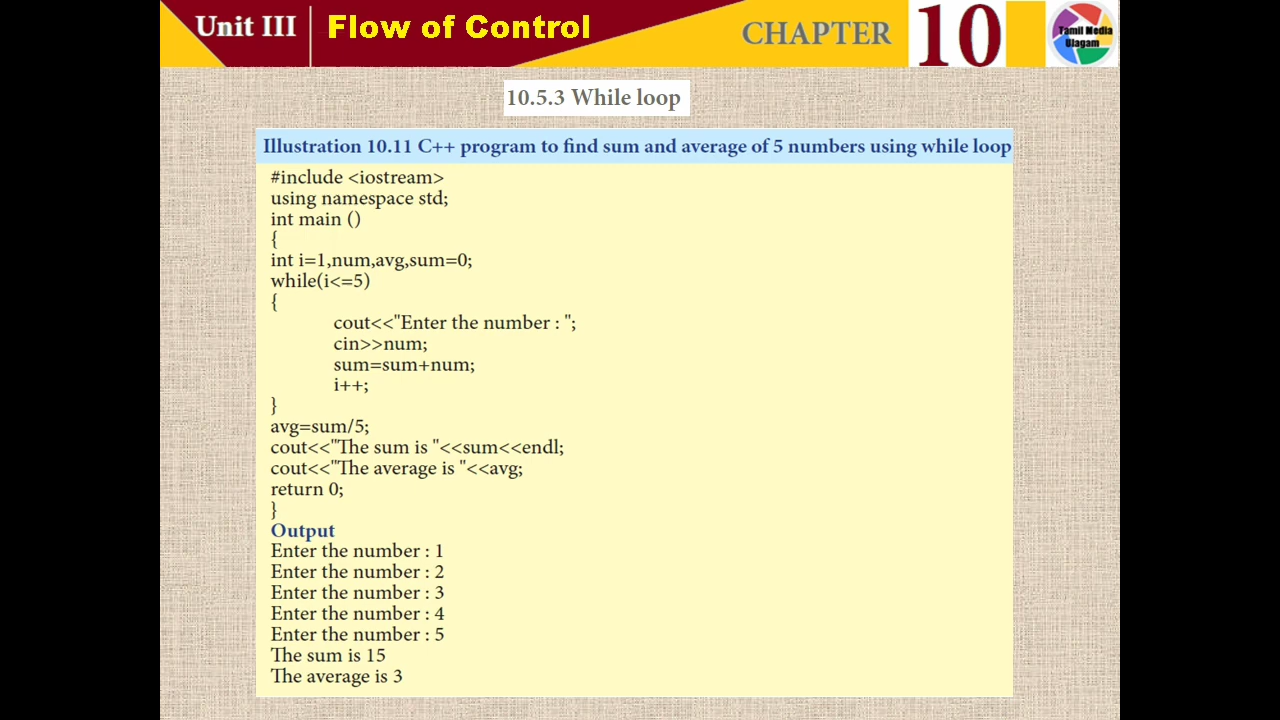 Unit III
Flow of Control
CHAPTER 10
Tamil Media
Ulagam
10.5.3 While loop
Illustration 10.11 C++ program to find sum and average of 5 numbers using while loop
#include <iostream>
using namespace std;
int main ()
{
int i=1,num,avg,sum=0;
while(i<=5)
{
cout<<"Enter the number : ";
cin>>num;
sum=sum+num;
i++;
}
avg=sum/5;
cout<<"The sum is "<<sum<<endl;
cout<<"The average is "<<avg;
return 0;
}
Output
Enter the number : 1
Enter the number : 2
Enter the number : 3
Enter the number : 4
Enter the number : 5
The sum is 15
The average is 3